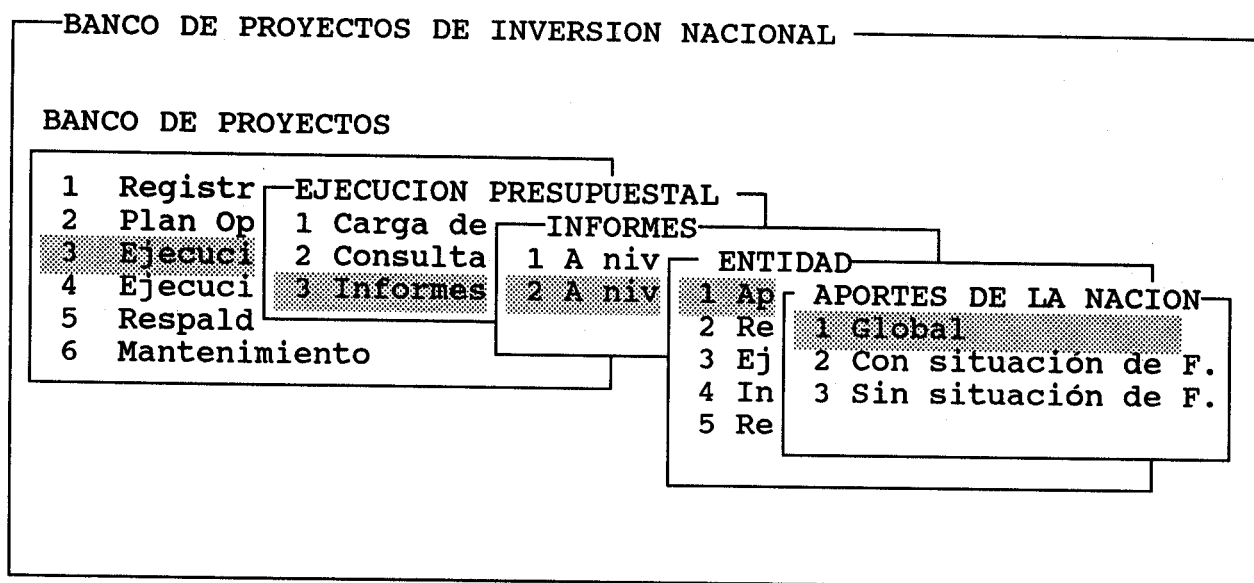 BANCO DE PROYECTOS DE INVERSION NACIONAL
BANCO DE PROYECTOS
1 Registr
2 Plan Op
3 Ejecuci
4 Ejecuci
5 Respald
6 Mantenimiento
EJECUCION PRESUPUESTAL
1 Carga de
2 Consulta
3 Informes
INFORMES
1 A niv
2 A niv
ENTIDAD
1 Ap
2 Re
3 Ej
4 In
5 Re
APORTES DE LA NACION
1 Global
2 Con situación de F.
3 Sin situación de F.